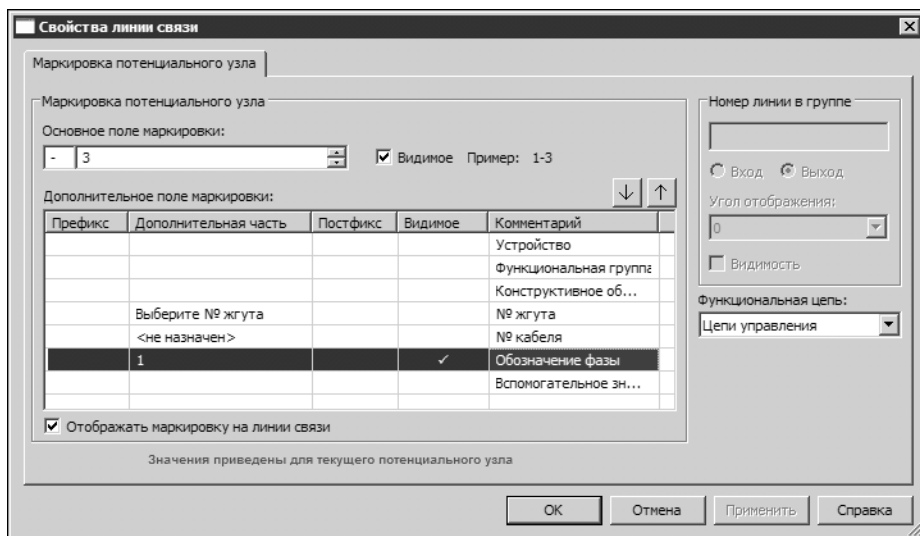 Свойства линии связи
Маркировка потенциального узла
Маркировка потенциального узла
Основное поле маркировки:
- 3 Видимое Пример: 1-3
Дополнительное поле маркировки:
Префикс Дополнительная часть Постфикс Видимое Комментарий
Устройство
Функциональная группа
Конструктивное об...
Выберите № жгута № жгута
<не назначен> № кабеля
1 ✓ Обозначение фазы
Вспомогательное зн...
Отображать маркировку на линии связи
Значения приведены для текущего потенциального узла
Номер линии в группе
Вход Выход
Угол отображения:
0
Видимость
Функциональная цепь:
Цепи управления
OK Отмена Применить Справка